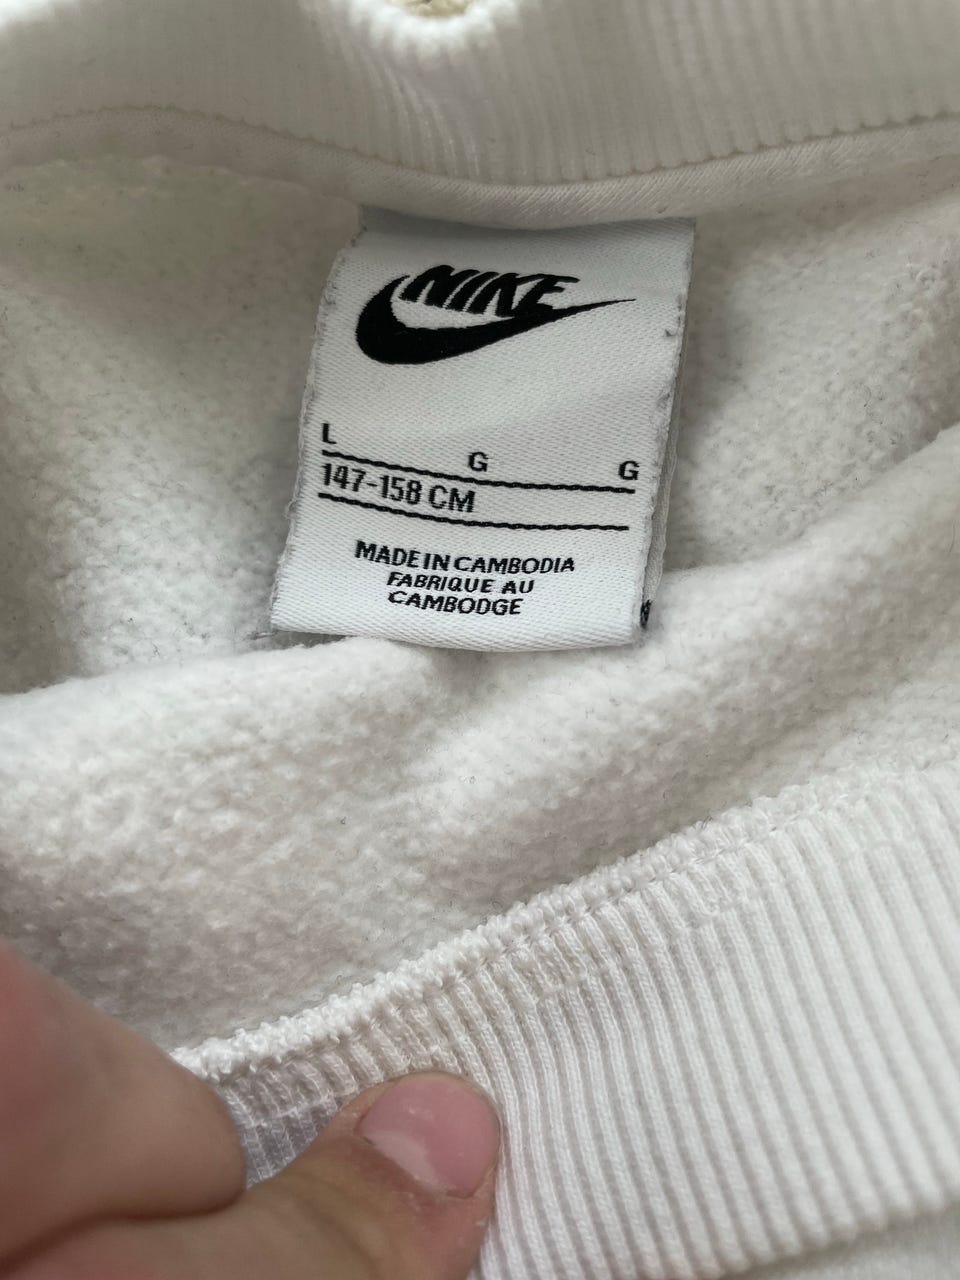 NIKE
L G G
147-158 CM
MADE IN CAMBODIA
FABRIQUE AU
CAMBODGE